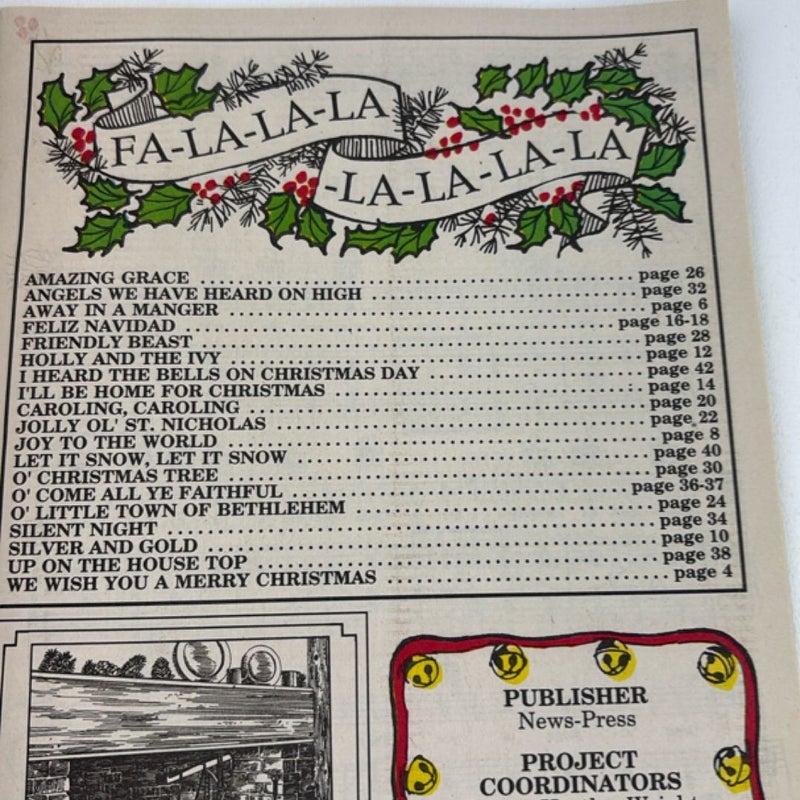 FA-LA-LA-LA
-LA-LA-LA-LA
AMAZING GRACE ........ page 26
ANGELS WE HAVE HEARD ON HIGH ........ page 32
AWAY IN A MANGER ........ page 6
FELIZ NAVIDAD ........ page 16-18
FRIENDLY BEAST ........ page 28
HOLLY AND THE IVY ........ page 12
I HEARD THE BELLS ON CHRISTMAS DAY ........ page 42
I'LL BE HOME FOR CHRISTMAS ........ page 14
CAROLING, CAROLING ........ page 20
JOLLY OL' ST. NICHOLAS ........ page 22
JOY TO THE WORLD ........ page 8
LET IT SNOW, LET IT SNOW ........ page 40
O' CHRISTMAS TREE ........ page 30
O' COME ALL YE FAITHFUL ........ page 36-37
O' LITTLE TOWN OF BETHLEHEM ........ page 24
SILENT NIGHT ........ page 34
SILVER AND GOLD ........ page 10
UP ON THE HOUSE TOP ........ page 38
WE WISH YOU A MERRY CHRISTMAS ........ page 4
PUBLISHER
News-Press
PROJECT
COORDINATORS